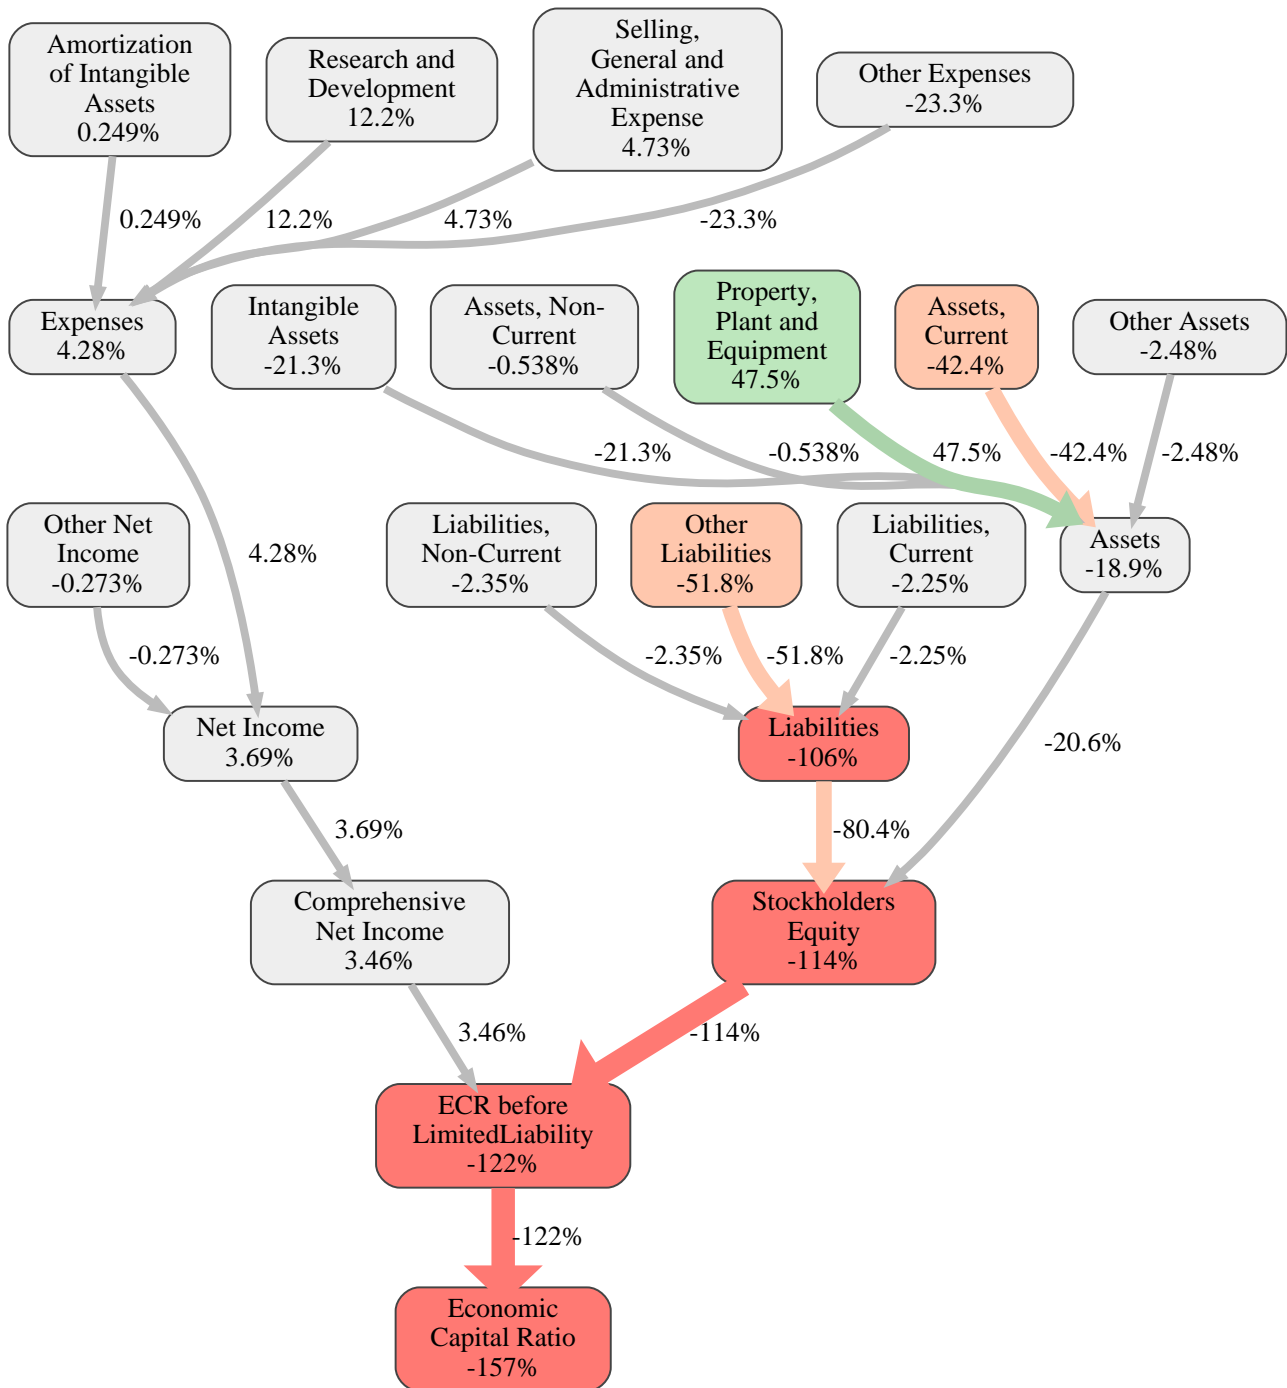 Amortization
of Intangible
Assets
0.249%
Research and
Development
12.2%
Selling,
General and
Administrative
Expense
4.73%
Other Expenses
-23.3%
0.249%
12.2%
4.73%
-23.3%
Expenses
4.28%
Intangible
Assets
-21.3%
Assets, Non-
Current
-0.538%
Property,
Plant and
Equipment
47.5%
Assets,
Current
-42.4%
Other Assets
-2.48%
-21.3%
-0.538%
47.5%
-42.4%
-2.48%
Other Net
Income
-0.273%
4.28%
Liabilities,
Non-Current
-2.35%
Other
Liabilities
-51.8%
Liabilities,
Current
-2.25%
Assets
-18.9%
-0.273%
-2.35%
-51.8%
-2.25%
Net Income
3.69%
Liabilities
-106%
-20.6%
3.69%
-80.4%
Comprehensive
Net Income
3.46%
Stockholders
Equity
-114%
3.46%
-114%
ECR before
LimitedLiability
-122%
-122%
Economic
Capital Ratio
-157%